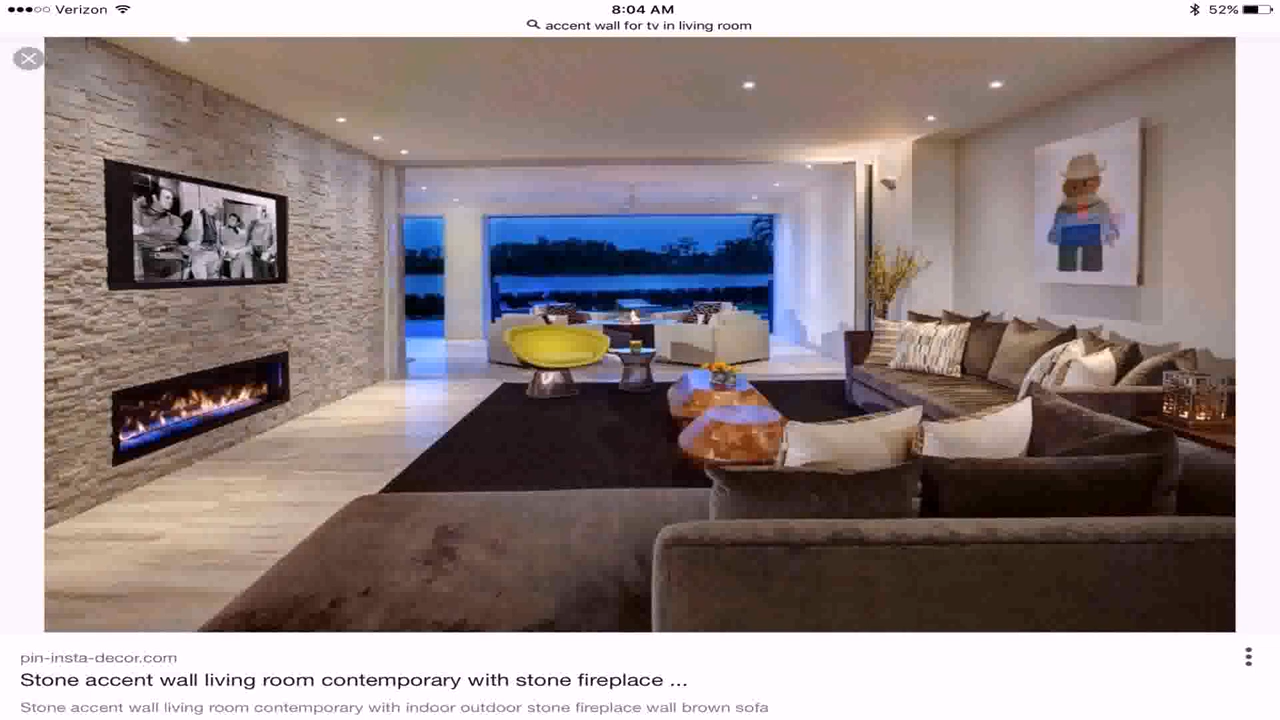 Verizon
8:04 AM
52%
accent wall for tv in living room
pin-insta-decor.com
Stone accent wall living room contemporary with stone fireplace ...
Stone accent wall living room contemporary with indoor outdoor stone fireplace wall brown sofa